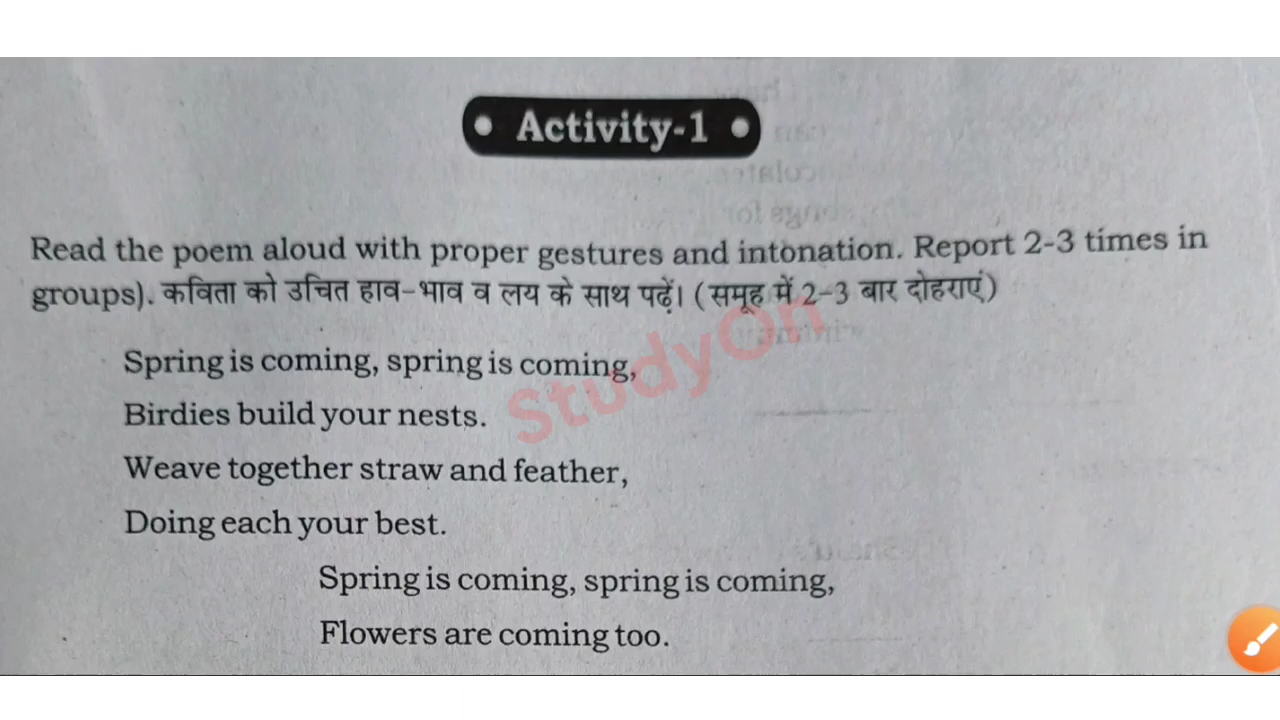 • Activity-1 •
Read the poem aloud with proper gestures and intonation. Report 2-3 times in
groups). कविता को उचित हाव-भाव व लय के साथ पढ़ें। (समूह में 2-3 बार दोहराएं)
Spring is coming, spring is coming,
StudyOn
Birdies build your nests.
Weave together straw and feather,
Doing each your best.
Spring is coming, spring is coming,
Flowers are coming too.